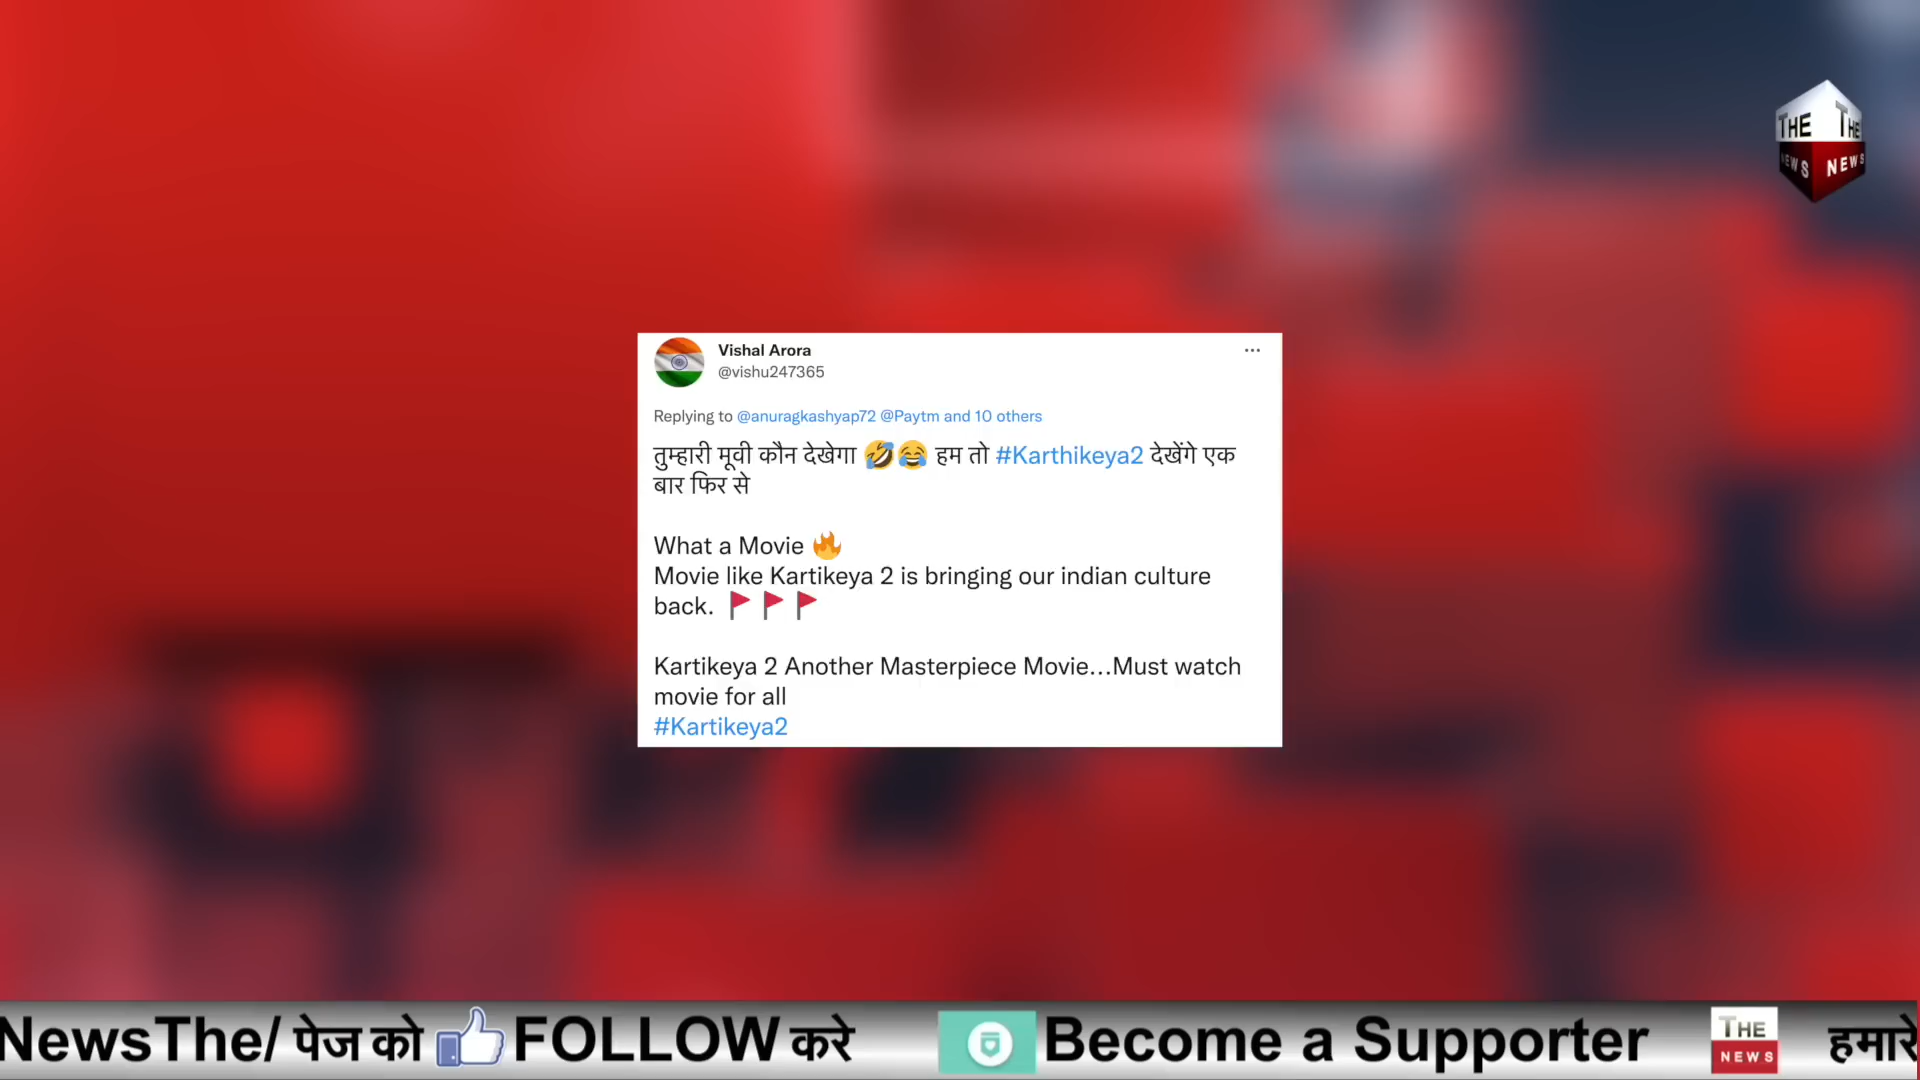 THE THE
NEWS NEWS
Vishal Arora
@vishu247365
Replying to @anuragkashyap72 @Paytm and 10 others
तुम्हारी मूवी कौन देखेगा 🤣😂 हम तो #Karthikeya2 देखेंगे एक
बार फिर से
What a Movie 🔥
Movie like Kartikeya 2 is bringing our indian culture
back. 🚩🚩🚩
Kartikeya 2 Another Masterpiece Movie...Must watch
movie for all
#Kartikeya2
NewsThe/ पेज को 👍 FOLLOW करे Become a Supporter THE NEWS हमारे